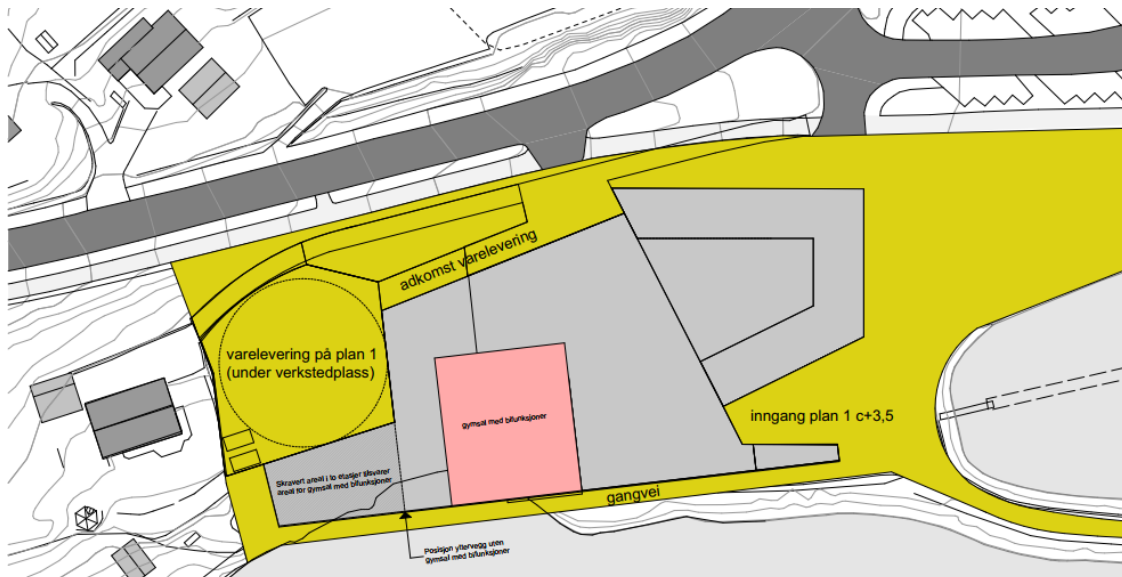 adkomst varelevering
varelevering på plan 1
(under verkstedplass)
gymsal med bifunksjoner
inngang plan 1 c+3,5
Skravert areal i to etasjer tilsvarer
areal for gymsal med bifunksjoner
gangvei
Posisjon yttervegg uten
gymsal med bifunksjoner